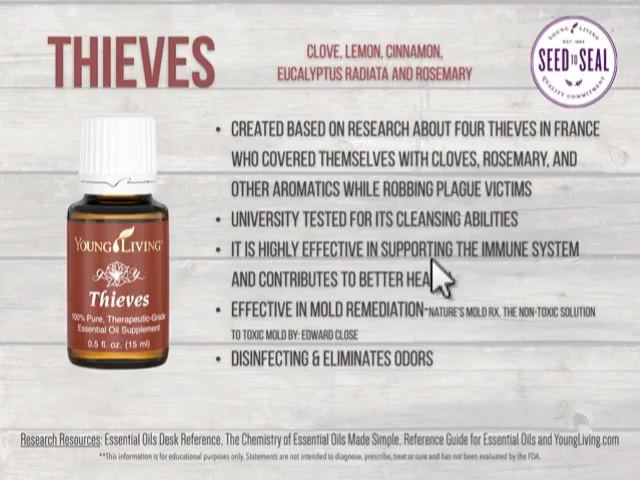 THIEVES
CLOVE, LEMON, CINNAMON,
EUCALYPTUS RADIATA AND ROSEMARY
YOUNG LIVING
EST. 1994
SEED TO SEAL
QUALITY COMMITMENT
• CREATED BASED ON RESEARCH ABOUT FOUR THIEVES IN FRANCE
WHO COVERED THEMSELVES WITH CLOVES, ROSEMARY, AND
OTHER AROMATICS WHILE ROBBING PLAGUE VICTIMS
• UNIVERSITY TESTED FOR ITS CLEANSING ABILITIES
• IT IS HIGHLY EFFECTIVE IN SUPPORTING THE IMMUNE SYSTEM
AND CONTRIBUTES TO BETTER HEA
• EFFECTIVE IN MOLD REMEDIATION-NATURE'S MOLD RX, THE NON-TOXIC SOLUTION
TO TOXIC MOLD BY: EDWARD CLOSE
• DISINFECTING & ELIMINATES ODORS
YOUNG LIVING
Thieves
100% Pure, Therapeutic-Grade
Essential Oil Supplement
0.5 fl. oz. (15 ml)
Research Resources: Essential Oils Desk Reference, The Chemistry of Essential Oils Made Simple, Reference Guide for Essential Oils and YoungLiving.com
**This information is for educational purposes only. Statements are not intended to diagnose, prescribe, treat or cure and has not been evaluated by the FDA.